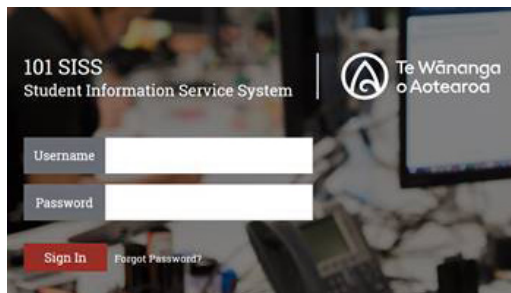 101 SISS
Student Information Service System
Te Wānanga
o Aotearoa
Username
Password
Sign In
Forgot Password?